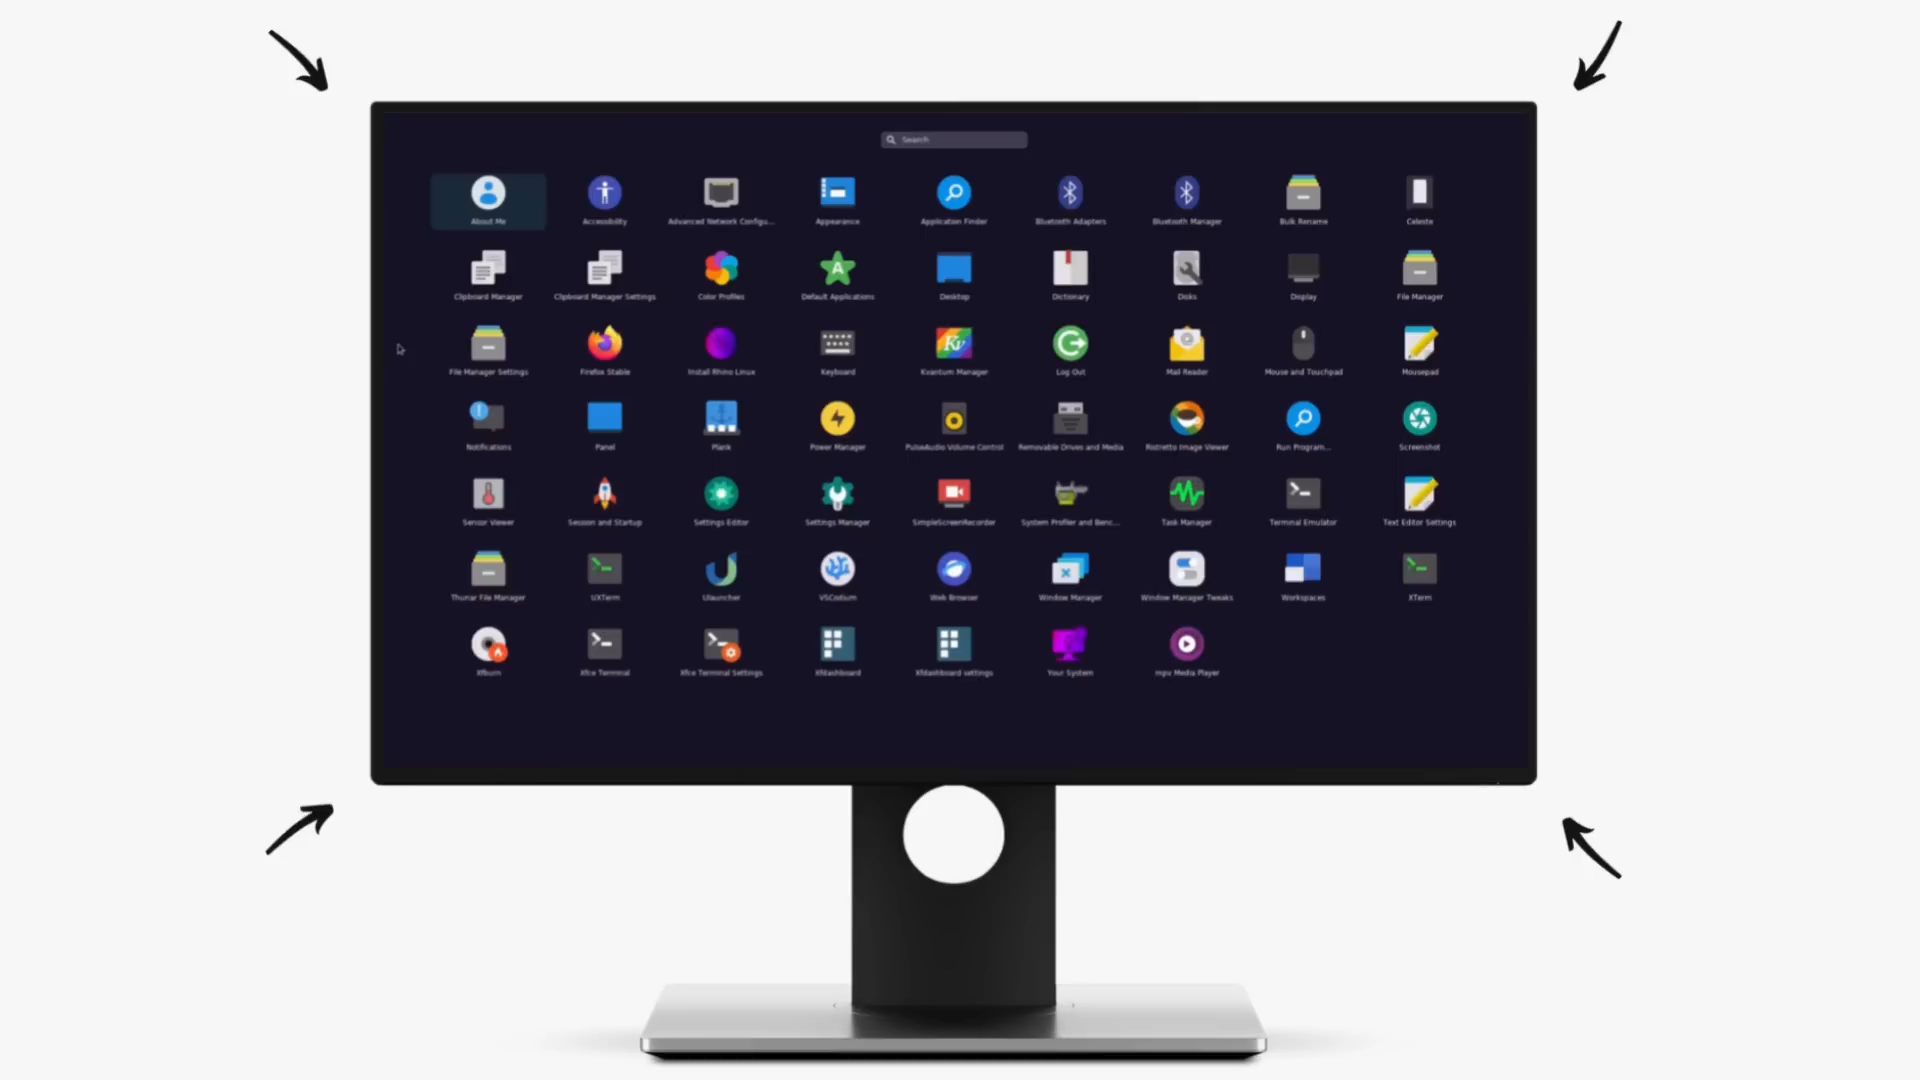 Search
About Me Accessibility Advanced Network Configu... Appearance Application Finder Bluetooth Adapters Bluetooth Manager Bulk Rename Celeste
Clipboard Manager Clipboard Manager Settings Color Profiles Default Applications Desktop Dictionary Disks Display File Manager
File Manager Settings Firefox Stable Install Rhino Linux Keyboard Kvantum Manager Log Out Mail Reader Mouse and Touchpad Mousepad
Notifications Panel Plank Power Manager PulseAudio Volume Control Removable Drives and Media Ristretto Image Viewer Run Program... Screenshot
Sensor Viewer Session and Startup Settings Editor Settings Manager SimpleScreenRecorder System Profiler and Benc... Task Manager Terminal Emulator Text Editor Settings
Thunar File Manager UXTerm Ulauncher VSCodium Web Browser Window Manager Window Manager Tweaks Workspaces XTerm
Xfburn Xfce Terminal Xfce Terminal Settings Xfdashboard Xfdashboard settings Your System mpv Media Player